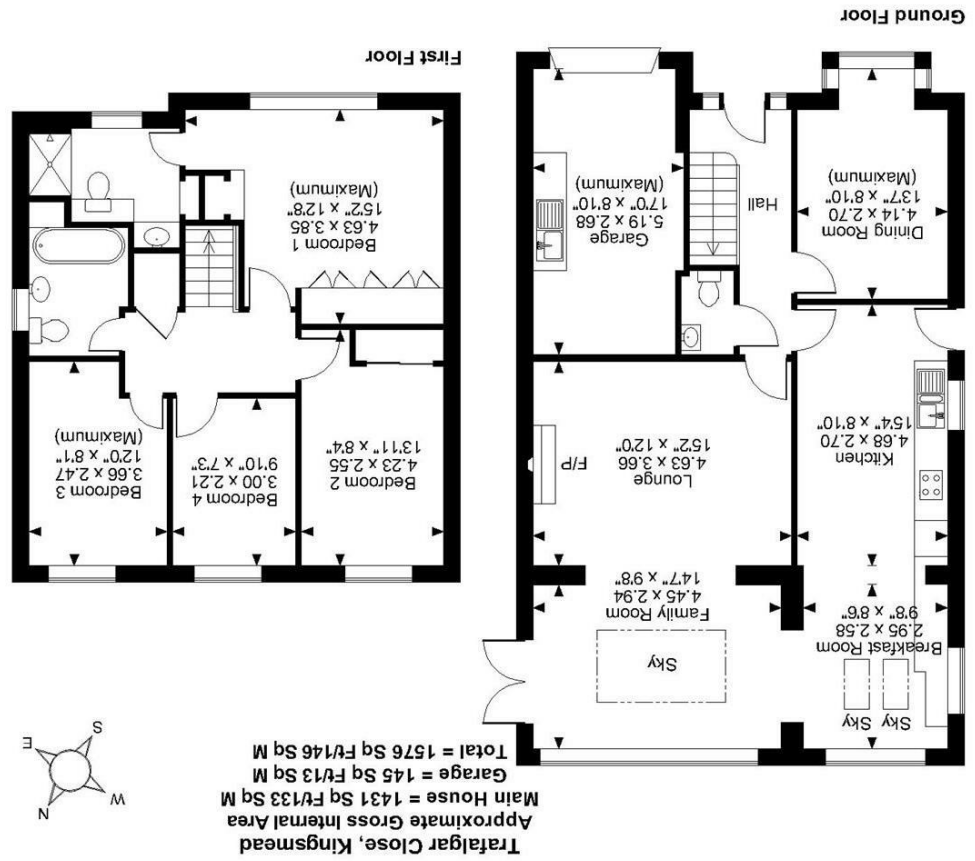 Trafalgar Close, Kingsmead
Approximate Gross Internal Area
Main House = 1431 Sq Ft/133 Sq M
Garage = 145 Sq Ft/13 Sq M
Total = 1576 Sq Ft/146 Sq M
N
W
E
S
Sky
Sky
Breakfast Room
2.95 x 2.58
9'8" x 8'6"
Sky
Family Room
4.45 x 2.94
14'7" x 9'8"
Kitchen
4.68 x 2.70
15'4" x 8'10"
Lounge
4.63 x 3.66
15'2" x 12'0"
F/P
Dining Room
4.14 x 2.70
13'7" x 8'10"
(Maximum)
Hall
Garage
5.19 x 2.68
17'0" x 8'10"
(Maximum)
Ground Floor
Bedroom 2
4.23 x 2.55
13'11" x 8'4"
Bedroom 4
3.00 x 2.21
9'10" x 7'3"
Bedroom 3
3.66 x 2.47
12'0" x 8'1"
(Maximum)
Bedroom 1
4.63 x 3.85
15'2" x 12'8"
(Maximum)
First Floor